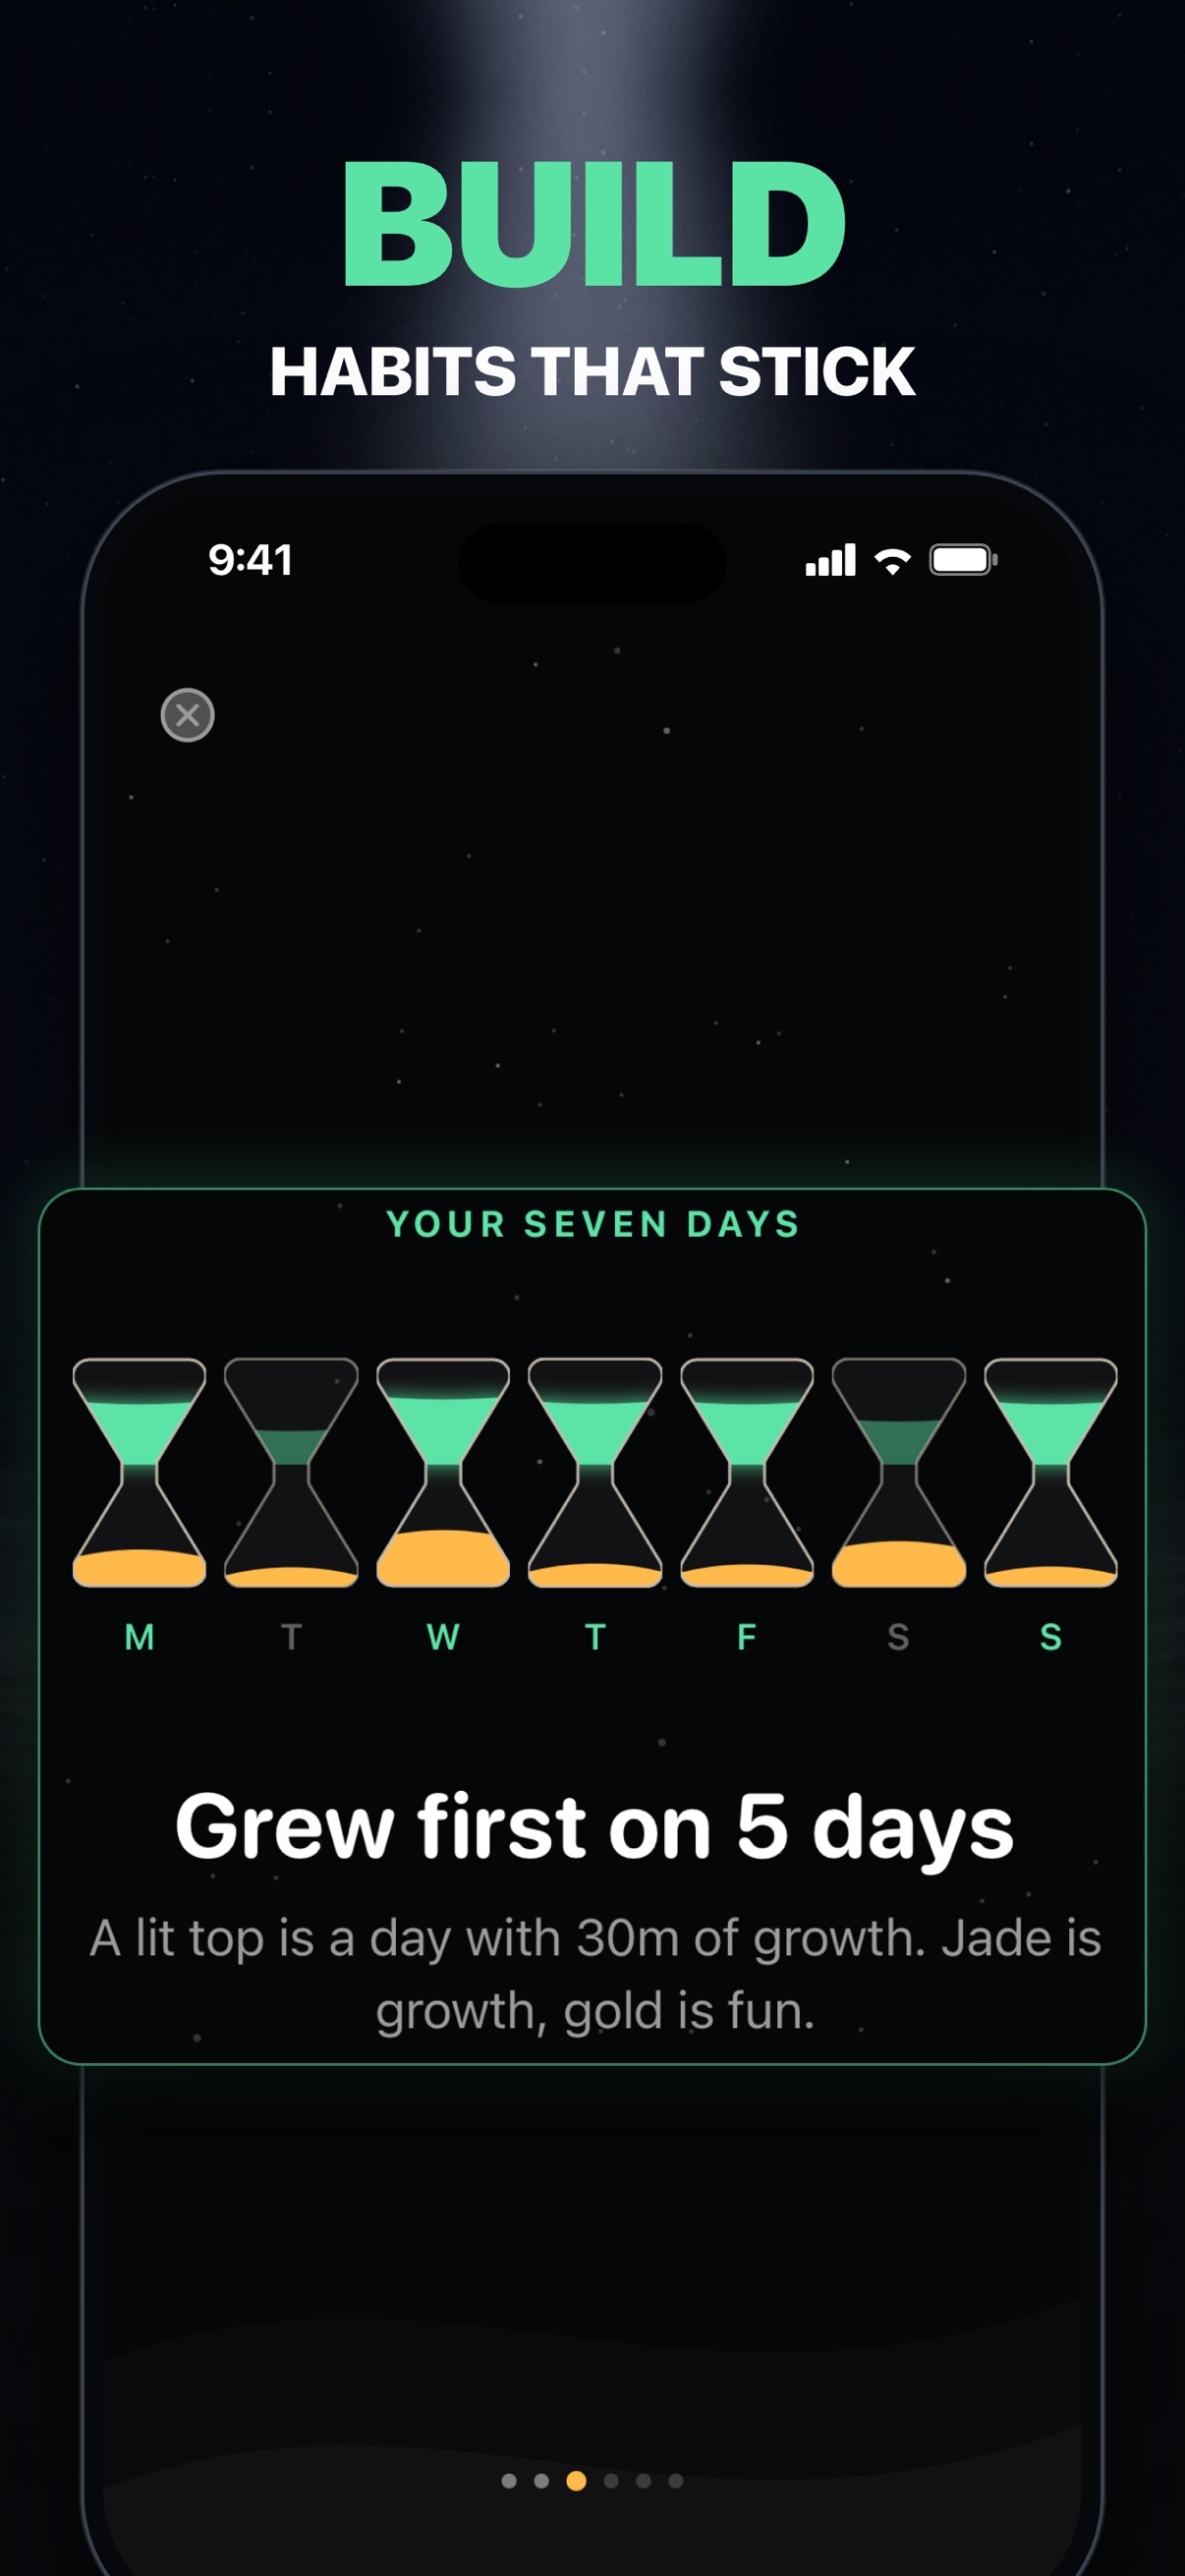 BUILD
HABITS THAT STICK
9:41
YOUR SEVEN DAYS
M T W T F S S
Grew first on 5 days
A lit top is a day with 30m of growth. Jade is
growth, gold is fun.